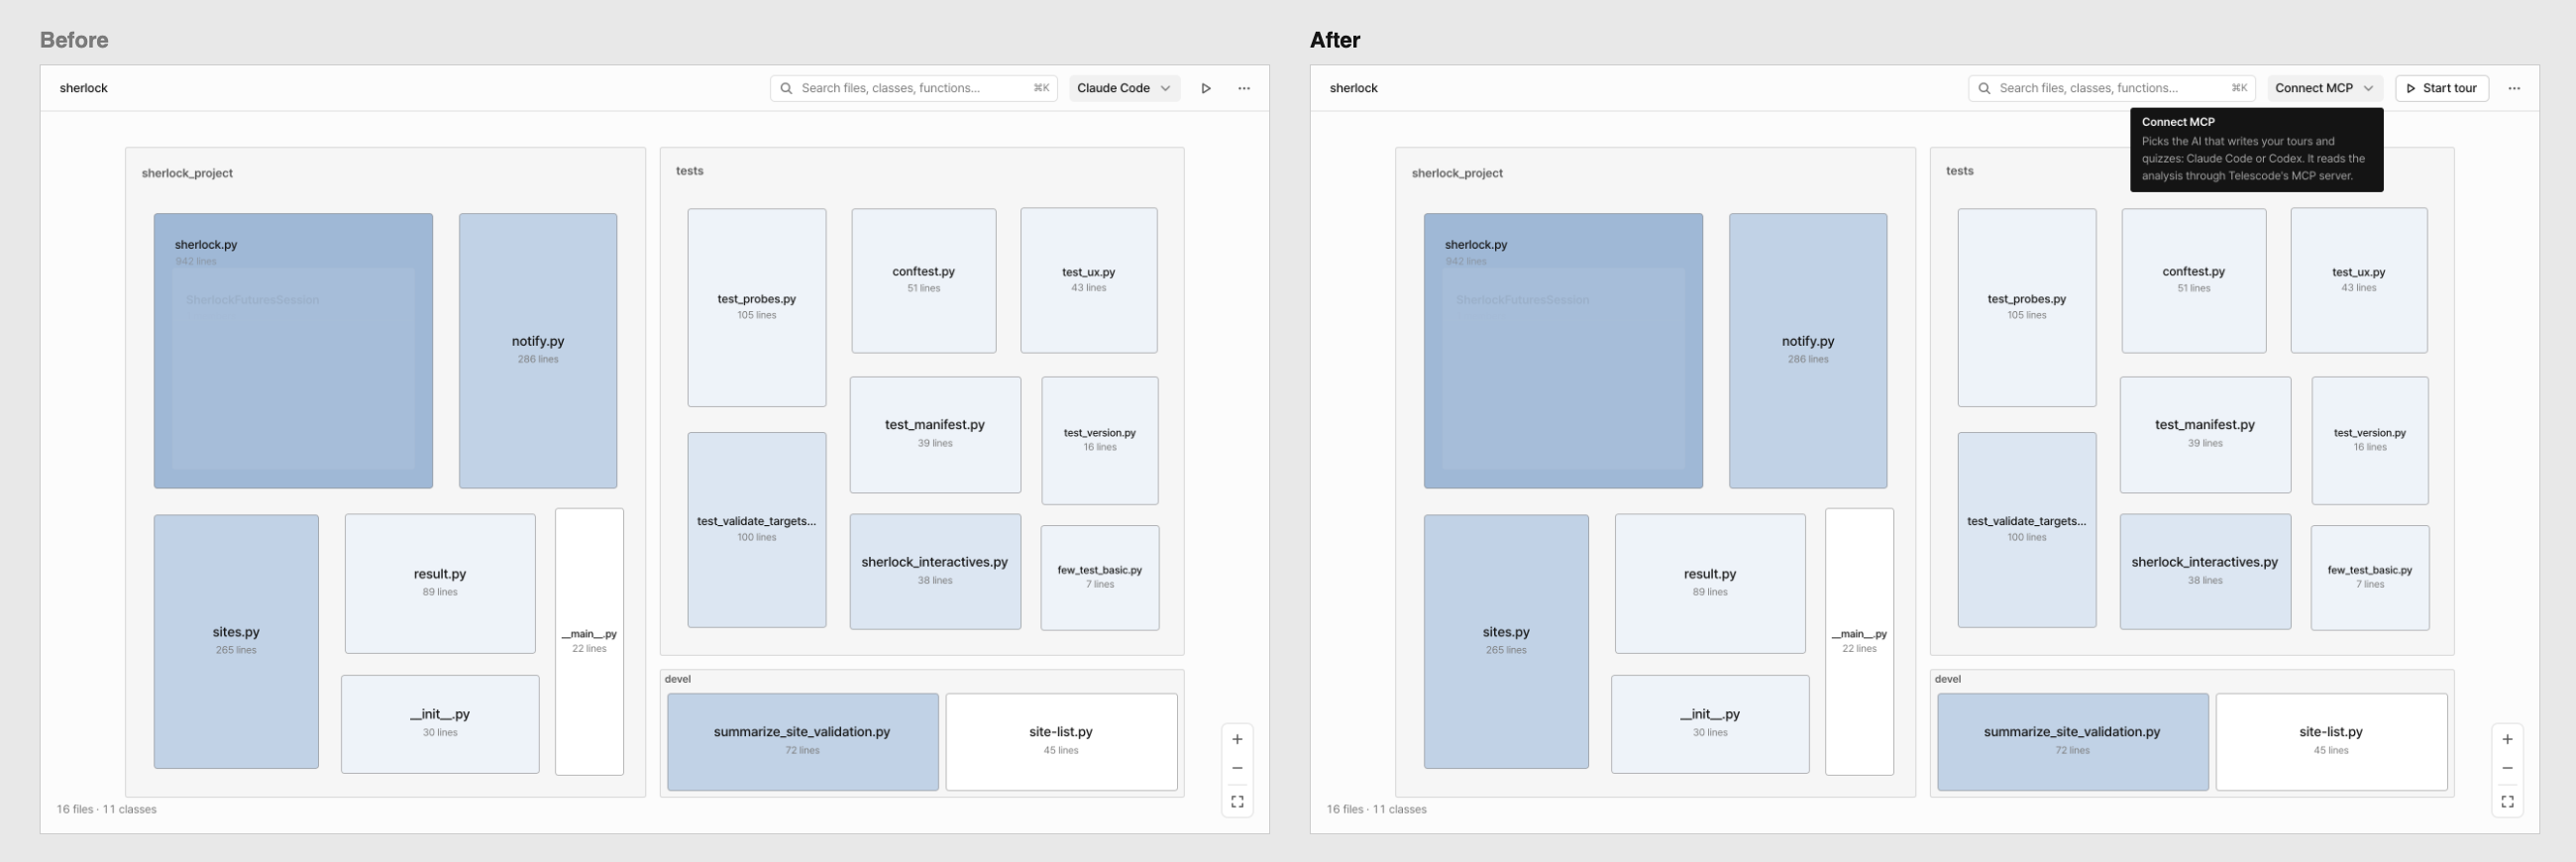 Before
sherlock
Search files, classes, functions... ⌘K
Claude Code
sherlock_project
sherlock.py
942 lines
SherlockFuturesSession
notify.py
286 lines
sites.py
265 lines
result.py
89 lines
__init__.py
30 lines
__main__.py
22 lines
tests
test_probes.py
105 lines
conftest.py
51 lines
test_ux.py
43 lines
test_manifest.py
39 lines
test_version.py
16 lines
test_validate_targets...
100 lines
sherlock_interactives.py
38 lines
few_test_basic.py
7 lines
devel
summarize_site_validation.py
72 lines
site-list.py
45 lines
16 files · 11 classes
After
sherlock
Search files, classes, functions... ⌘K
Connect MCP
Start tour
Connect MCP
Picks the AI that writes your tours and
quizzes: Claude Code or Codex. It reads the
analysis through Telescode's MCP server.
sherlock_project
sherlock.py
942 lines
SherlockFuturesSession
notify.py
286 lines
sites.py
265 lines
result.py
89 lines
__init__.py
30 lines
__main__.py
22 lines
tests
test_probes.py
105 lines
conftest.py
51 lines
test_ux.py
43 lines
test_manifest.py
39 lines
test_version.py
16 lines
test_validate_targets...
100 lines
sherlock_interactives.py
38 lines
few_test_basic.py
7 lines
devel
summarize_site_validation.py
72 lines
site-list.py
45 lines
16 files · 11 classes